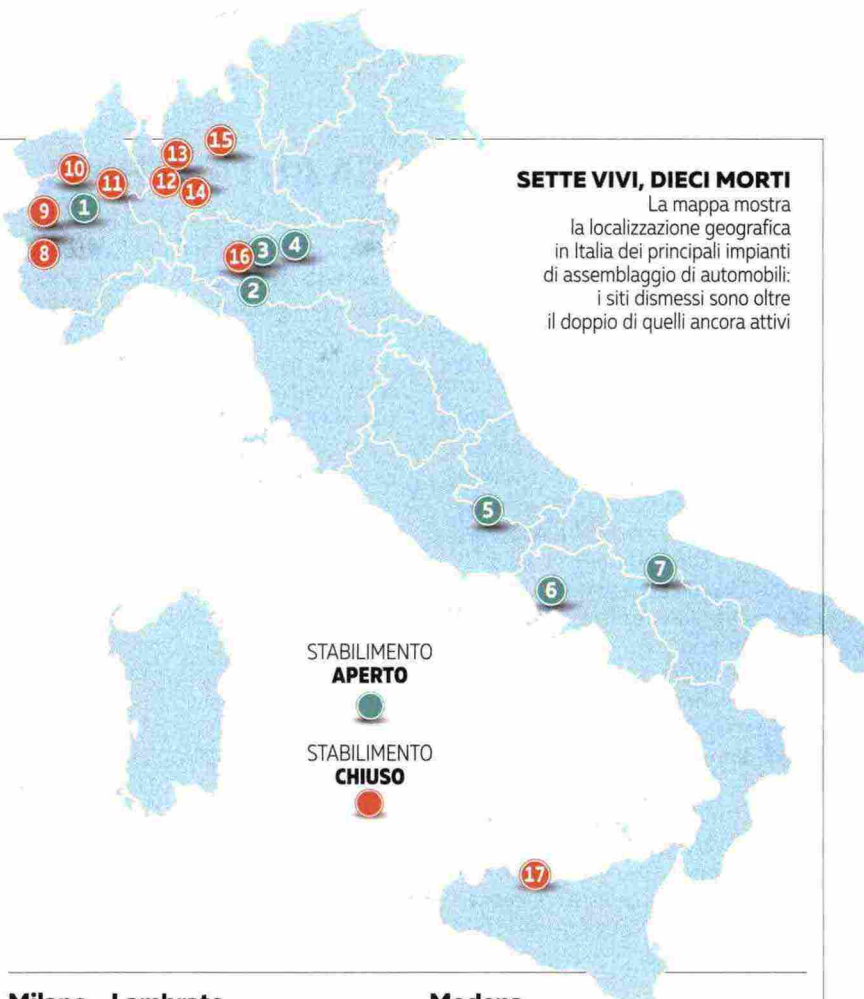 SETTE VIVI, DIECI MORTI
La mappa mostra
la localizzazione geografica
in Italia dei principali impianti
di assemblaggio di automobili:
i siti dismessi sono oltre
il doppio di quelli ancora attivi
15
13
10
12
11
14
9
1
8
16
3
4
2
5
7
6
STABILIMENTO
APERTO
STABILIMENTO
CHIUSO
17